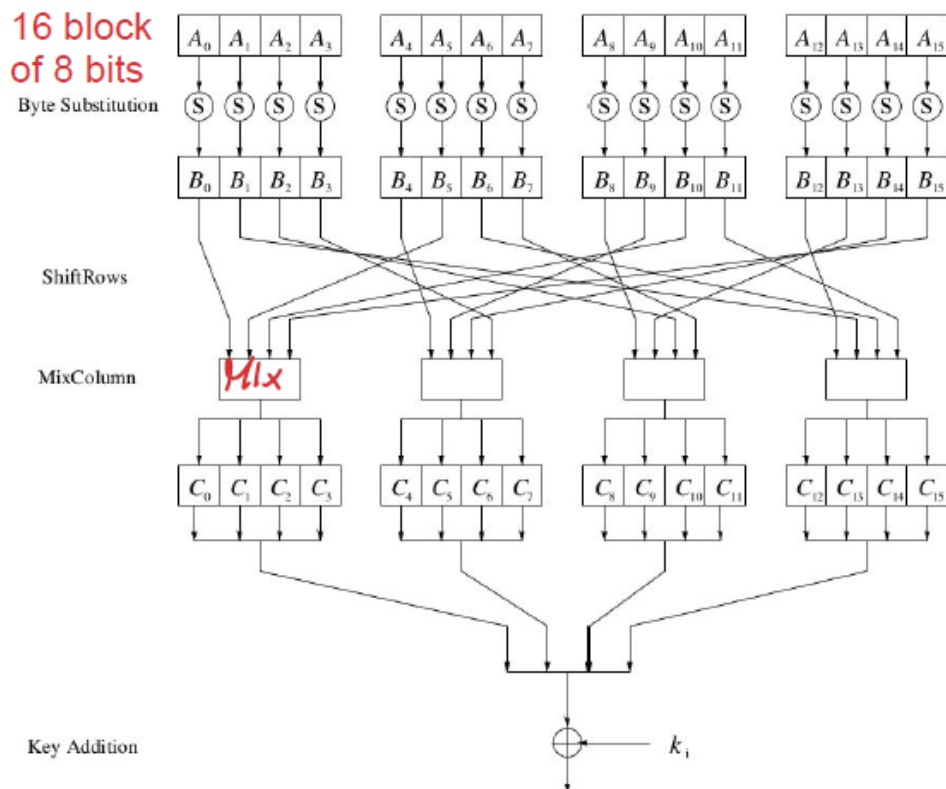 16 block
of 8 bits
A₀ A₁ A₂ A₃ A₄ A₅ A₆ A₇ A₈ A₉ A₁₀ A₁₁ A₁₂ A₁₃ A₁₄ A₁₅
Byte Substitution S S S S S S S S S S S S S S S S
B₀ B₁ B₂ B₃ B₄ B₅ B₆ B₇ B₈ B₉ B₁₀ B₁₁ B₁₂ B₁₃ B₁₄ B₁₅
ShiftRows
MixColumn Mix
C₀ C₁ C₂ C₃ C₄ C₅ C₆ C₇ C₈ C₉ C₁₀ C₁₁ C₁₂ C₁₃ C₁₄ C₁₅
Key Addition kᵢ